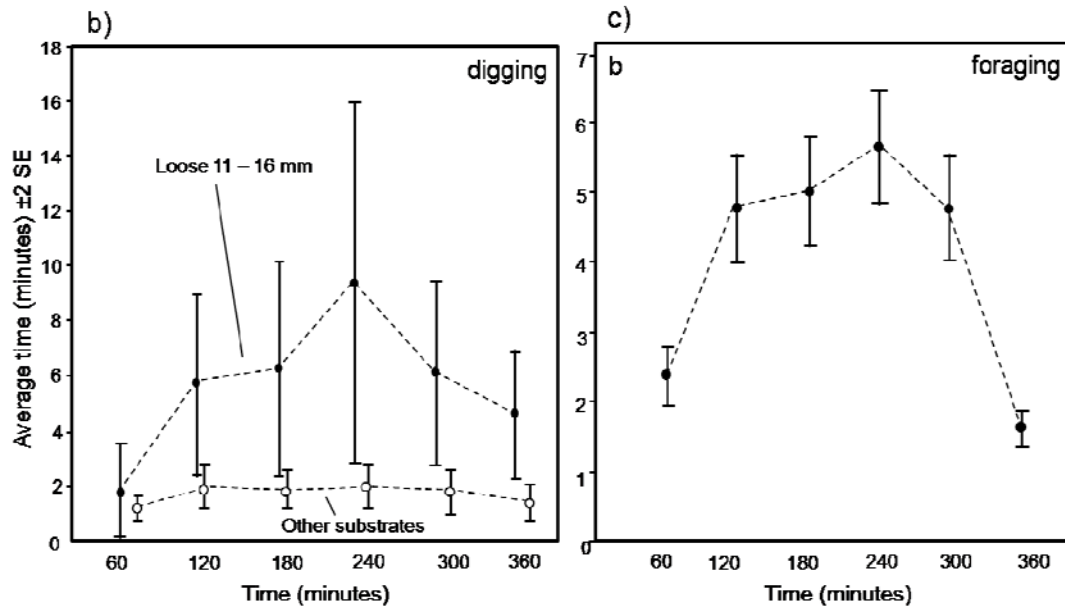 b)
digging
18
16
14
12
10
8
6
4
2
0
Average time (minutes) ±2 SE
Loose 11 – 16 mm
Other substrates
60 120 180 240 300 360
Time (minutes)
c)
b foraging
7
6
5
4
3
2
1
0
60 120 180 240 300 360
Time (minutes)